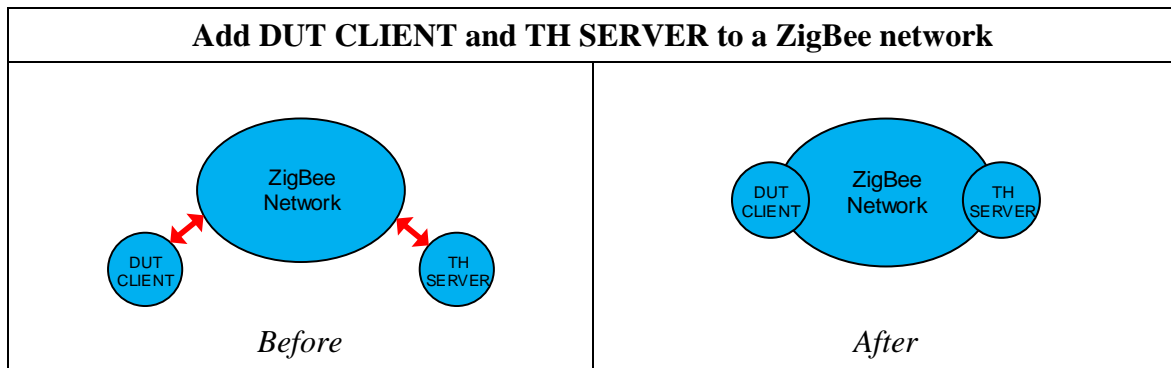 Add DUT CLIENT and TH SERVER to a ZigBee network
ZigBee
Network
DUT
CLIENT
TH
SERVER
Before
DUT
CLIENT
ZigBee
Network
TH
SERVER
After